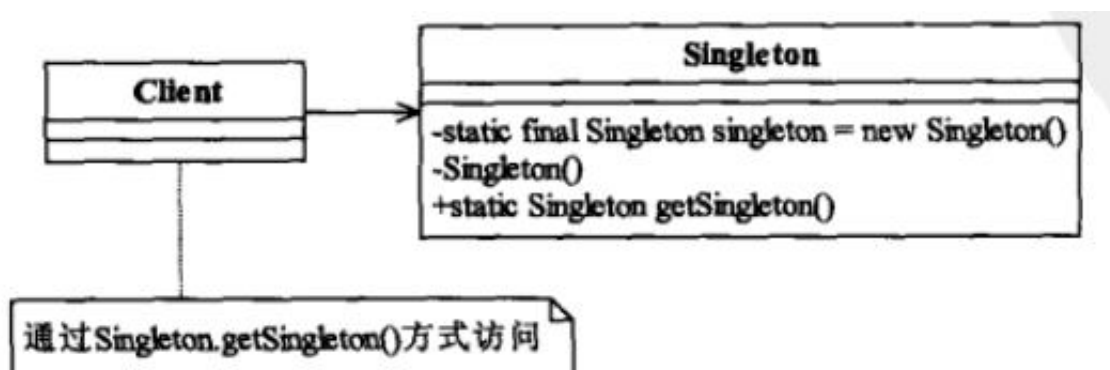 Client
Singleton
-static final Singleton singleton = new Singleton()
-Singleton()
+static Singleton getSingleton()
通过Singleton.getSingleton()方式访问